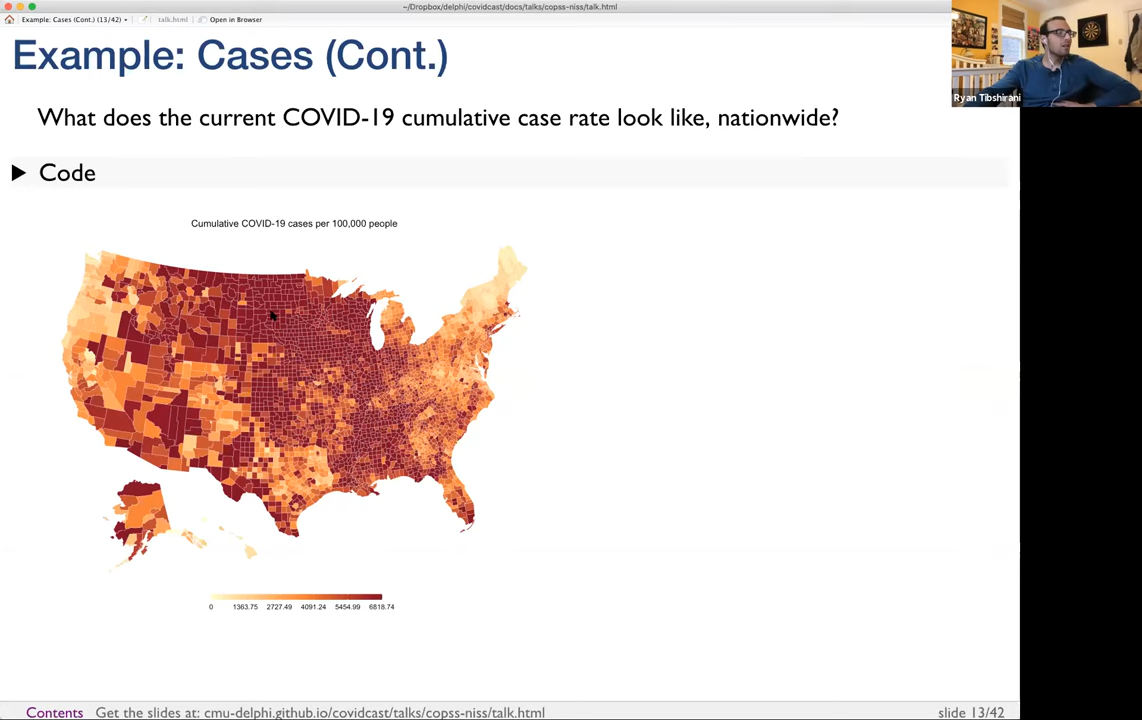 ~/Dropbox/delphi/covidcast/docs/talks/copss-niss/talk.html
Example: Cases (Cont.) (13/42)
talk.html
Open in Browser
Example: Cases (Cont.)
Ryan Tibshirani
What does the current COVID-19 cumulative case rate look like, nationwide?
Code
Cumulative COVID-19 cases per 100,000 people
0 1363.75 2727.49 4091.24 5454.99 6818.74
Contents Get the slides at: cmu-delphi.github.io/covidcast/talks/copss-niss/talk.html slide 13/42